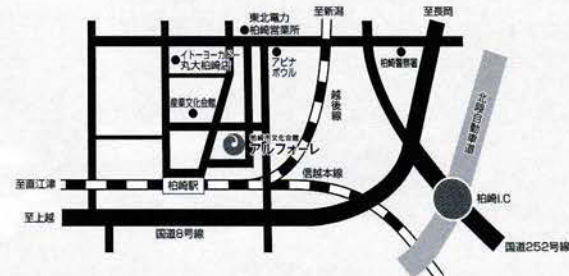 東北電力
柏崎営業所
至新潟
至長岡
イトーヨーカドー
丸大柏崎店
アピナ
ボウル
柏崎警察署
産業文化会館
越後線
北陸自動車道
柏崎市文化会館
アルフォーレ
信越本線
至直江津
柏崎駅
柏崎I.C
至上越
国道8号線
国道252号線